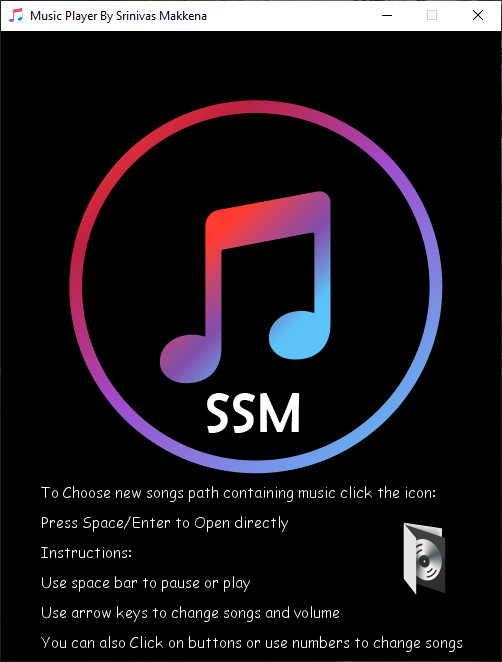 Music Player By Srinivas Makkena
SSM
To Choose new songs path containing music click the icon:
Press Space/Enter to Open directly
Instructions:
Use space bar to pause or play
Use arrow keys to change songs and volume
You can also Click on buttons or use numbers to change songs